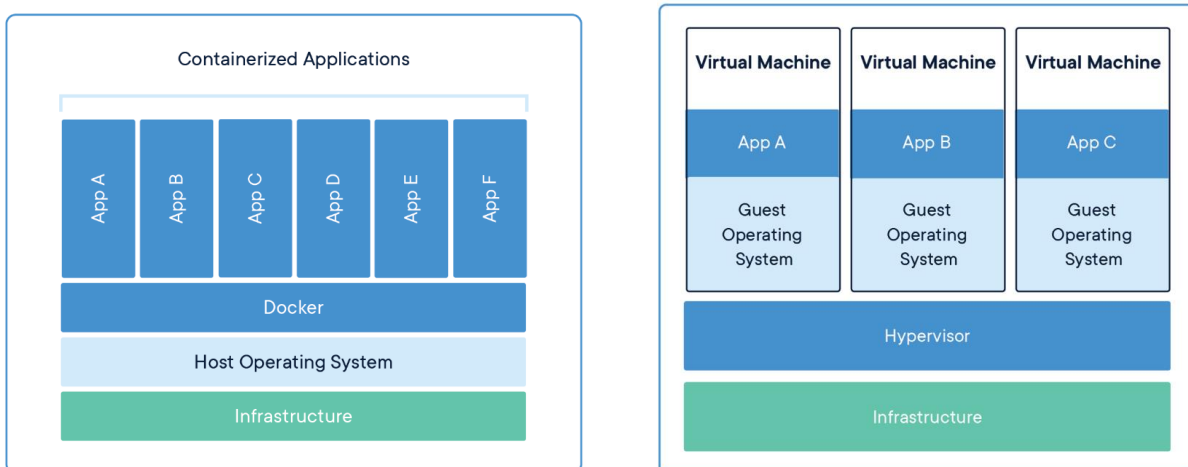 Containerized Applications
App A
App B
App C
App D
App E
App F
Docker
Host Operating System
Infrastructure
Virtual Machine
App A
Guest
Operating
System
Virtual Machine
App B
Guest
Operating
System
Virtual Machine
App C
Guest
Operating
System
Hypervisor
Infrastructure